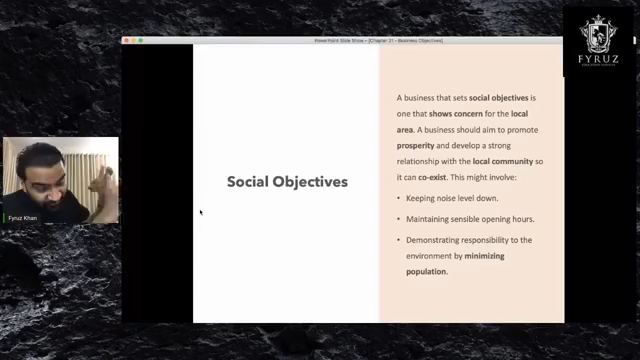 PowerPoint Slide Show - [Chapter 21 - Business Objectives]
FYRUZ
A business that sets social objectives is
one that shows concern for the local
area. A business should aim to promote
prosperity and develop a strong
relationship with the local community so
it can co-exist. This might involve:
• Keeping noise level down.
• Maintaining sensible opening hours.
• Demonstrating responsibility to the
environment by minimizing
population.
Social Objectives
Fyruz Khan